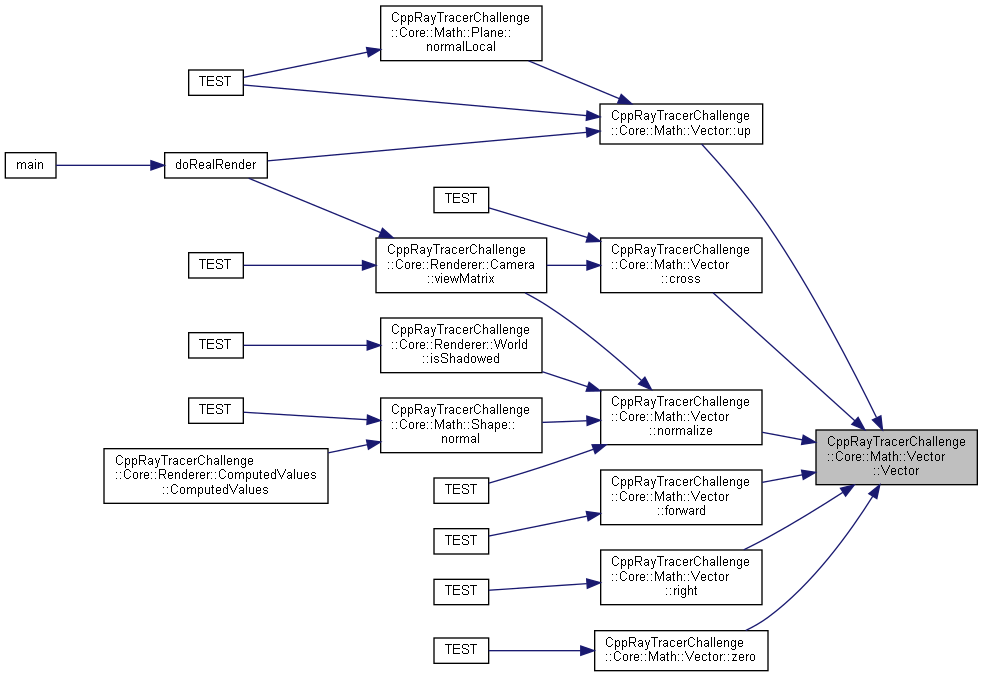 CppRayTracerChallenge
::Core::Math::Plane::
normalLocal
TEST
CppRayTracerChallenge
::Core::Math::Vector::up
main
doRealRender
TEST
CppRayTracerChallenge
::Core::Renderer::Camera
::viewMatrix
CppRayTracerChallenge
::Core::Math::Vector
::cross
TEST
CppRayTracerChallenge
::Core::Renderer::World
::isShadowed
TEST
CppRayTracerChallenge
::Core::Math::Shape::
normal
TEST
CppRayTracerChallenge
::Core::Math::Vector
::normalize
CppRayTracerChallenge
::Core::Math::Vector
::Vector
CppRayTracerChallenge
::Core::Renderer::ComputedValues
::ComputedValues
TEST
CppRayTracerChallenge
::Core::Math::Vector
::forward
TEST
CppRayTracerChallenge
::Core::Math::Vector
::right
TEST
CppRayTracerChallenge
::Core::Math::Vector::zero
TEST